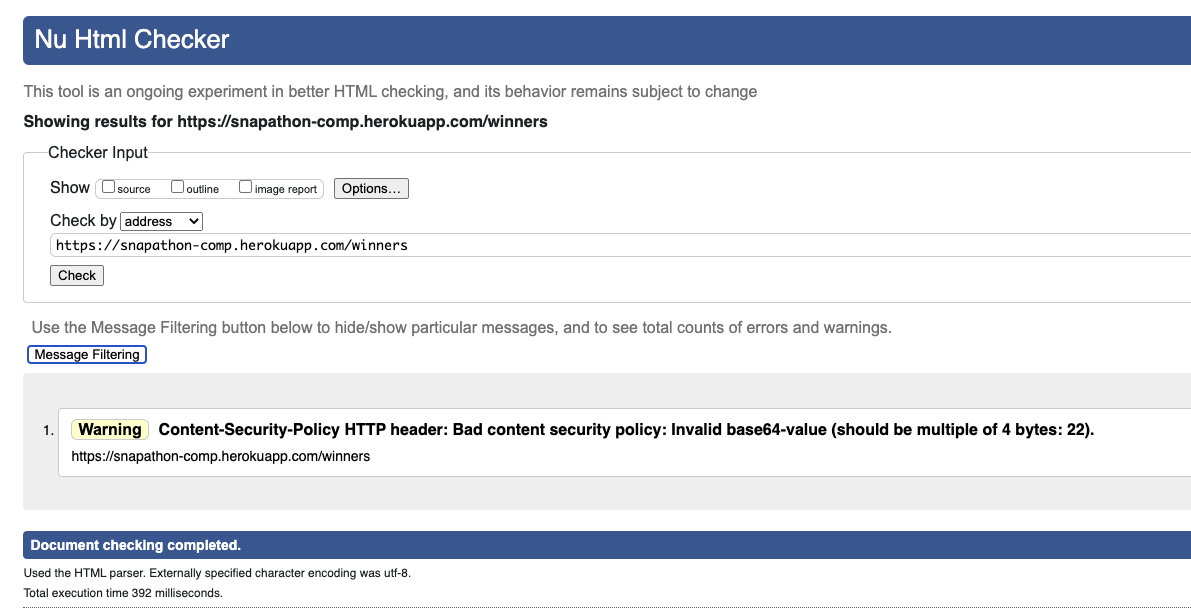 Nu Html Checker
This tool is an ongoing experiment in better HTML checking, and its behavior remains subject to change
Showing results for https://snapathon-comp.herokuapp.com/winners
Checker Input
Show source outline image report Options...
Check by address
https://snapathon-comp.herokuapp.com/winners
Check
Use the Message Filtering button below to hide/show particular messages, and to see total counts of errors and warnings.
Message Filtering
1. Warning Content-Security-Policy HTTP header: Bad content security policy: Invalid base64-value (should be multiple of 4 bytes: 22).
https://snapathon-comp.herokuapp.com/winners
Document checking completed.
Used the HTML parser. Externally specified character encoding was utf-8.
Total execution time 392 milliseconds.